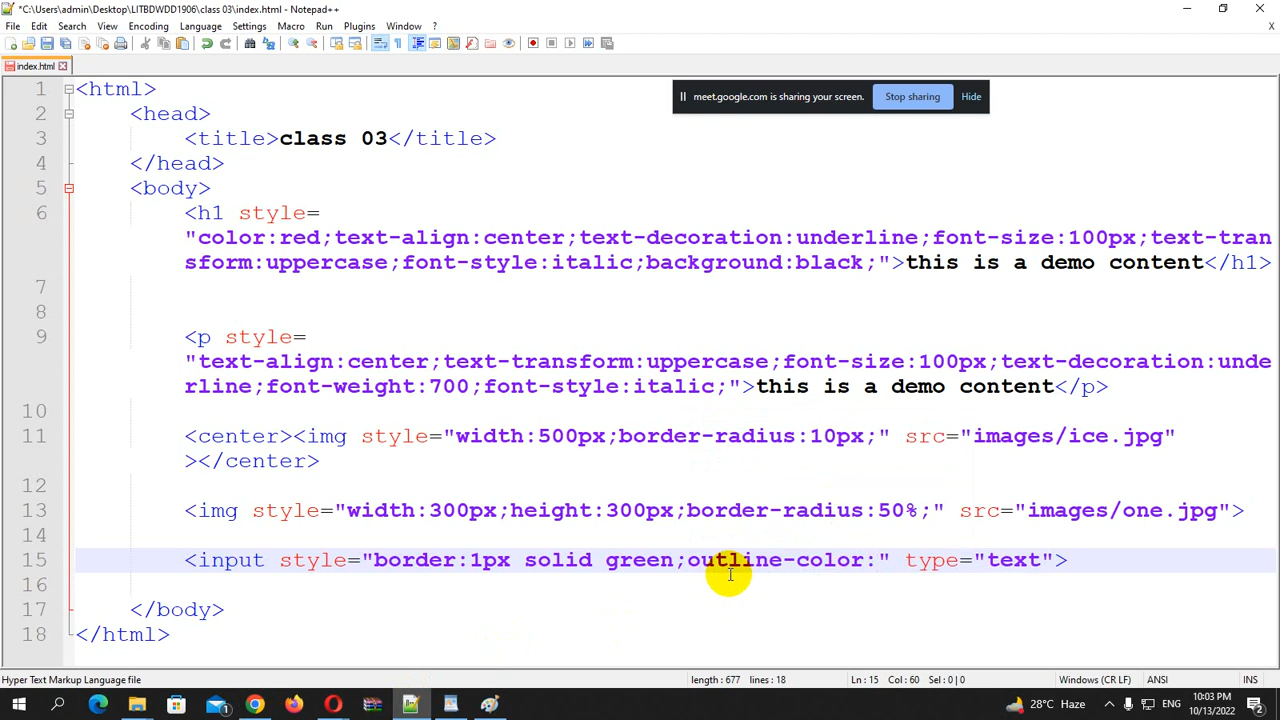 *C:\Users\admin\Desktop\LITBDWDD1906\class 03\index.html - Notepad++
File Edit Search View Encoding Language Settings Macro Run Plugins Window ?
X
index.html
meet.google.com is sharing your screen. Stop sharing Hide
1 <html>
2 <head>
3 <title>class 03</title>
4 </head>
5 <body>
6 <h1 style=
"color:red;text-align:center;text-decoration:underline;font-size:100px;text-tran
sform:uppercase;font-style:italic;background:black;">this is a demo content</h1>
7
8
9 <p style=
"text-align:center;text-transform:uppercase;font-size:100px;text-decoration:unde
rline;font-weight:700;font-style:italic;">this is a demo content</p>
10
11 <center><img style="width:500px;border-radius:10px;" src="images/ice.jpg"
></center>
12
13 <img style="width:300px;height:300px;border-radius:50%;" src="images/one.jpg">
14
15 <input style="border:1px solid green;outline-color:" type="text">
16
17 </body>
18 </html>
Hyper Text Markup Language file length : 677 lines : 18 Ln : 15 Col : 60 Sel : 0 | 0 Windows (CR LF) ANSI INS
28°C Haze ENG 10:03 PM
10/13/2022 2